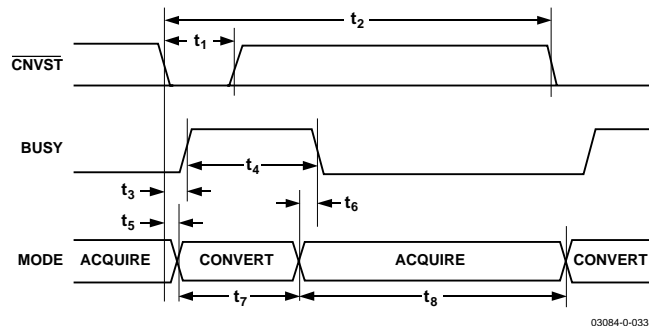 t2
t1
CNVST
BUSY
t4
t3
t6
t5
MODE ACQUIRE CONVERT ACQUIRE CONVERT
t7 t8
03084-0-033